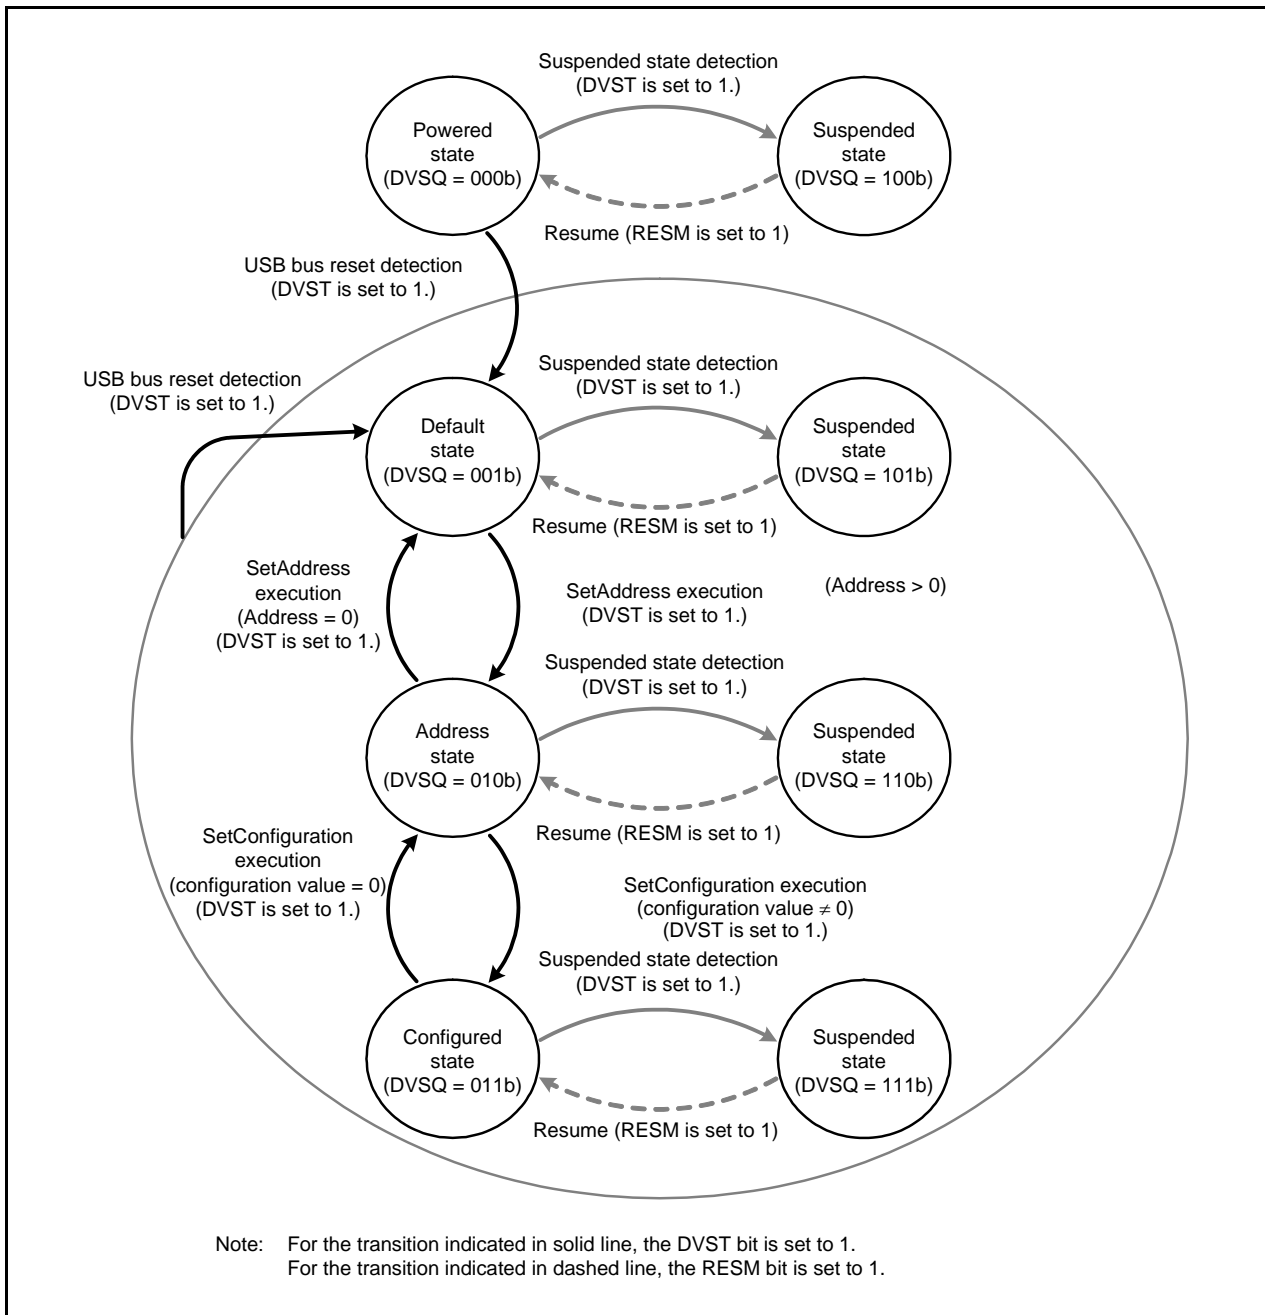 Suspended state detection
(DVST is set to 1.)
Powered
state
(DVSQ = 000b)
Suspended
state
(DVSQ = 100b)
Resume (RESM is set to 1)
USB bus reset detection
(DVST is set to 1.)
USB bus reset detection
(DVST is set to 1.)
Suspended state detection
(DVST is set to 1.)
Default
state
(DVSQ = 001b)
Suspended
state
(DVSQ = 101b)
Resume (RESM is set to 1)
SetAddress
execution
(Address = 0)
(DVST is set to 1.)
SetAddress execution
(DVST is set to 1.)
(Address > 0)
Suspended state detection
(DVST is set to 1.)
Address
state
(DVSQ = 010b)
Suspended
state
(DVSQ = 110b)
Resume (RESM is set to 1)
SetConfiguration
execution
(configuration value = 0)
(DVST is set to 1.)
SetConfiguration execution
(configuration value ≠ 0)
(DVST is set to 1.)
Suspended state detection
(DVST is set to 1.)
Configured
state
(DVSQ = 011b)
Suspended
state
(DVSQ = 111b)
Resume (RESM is set to 1)
Note: For the transition indicated in solid line, the DVST bit is set to 1.
For the transition indicated in dashed line, the RESM bit is set to 1.